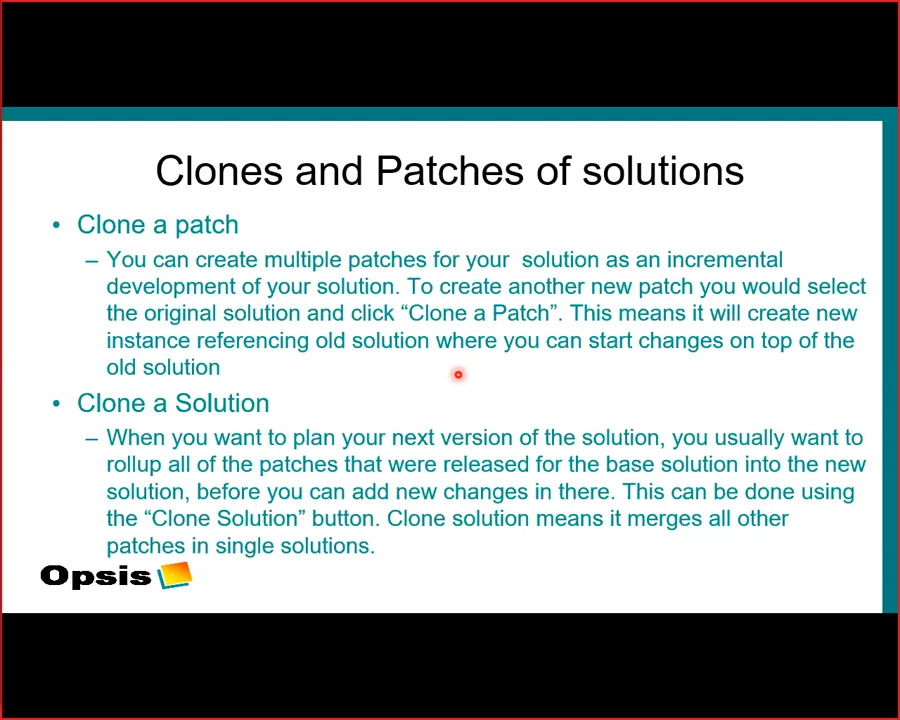 Clones and Patches of solutions
• Clone a patch
– You can create multiple patches for your  solution as an incremental
development of your solution. To create another new patch you would select
the original solution and click “Clone a Patch”. This means it will create new
instance referencing old solution where you can start changes on top of the
old solution
• Clone a Solution
– When you want to plan your next version of the solution, you usually want to
rollup all of the patches that were released for the base solution into the new
solution, before you can add new changes in there. This can be done using
the “Clone Solution” button. Clone solution means it merges all other
patches in single solutions.
Opsis